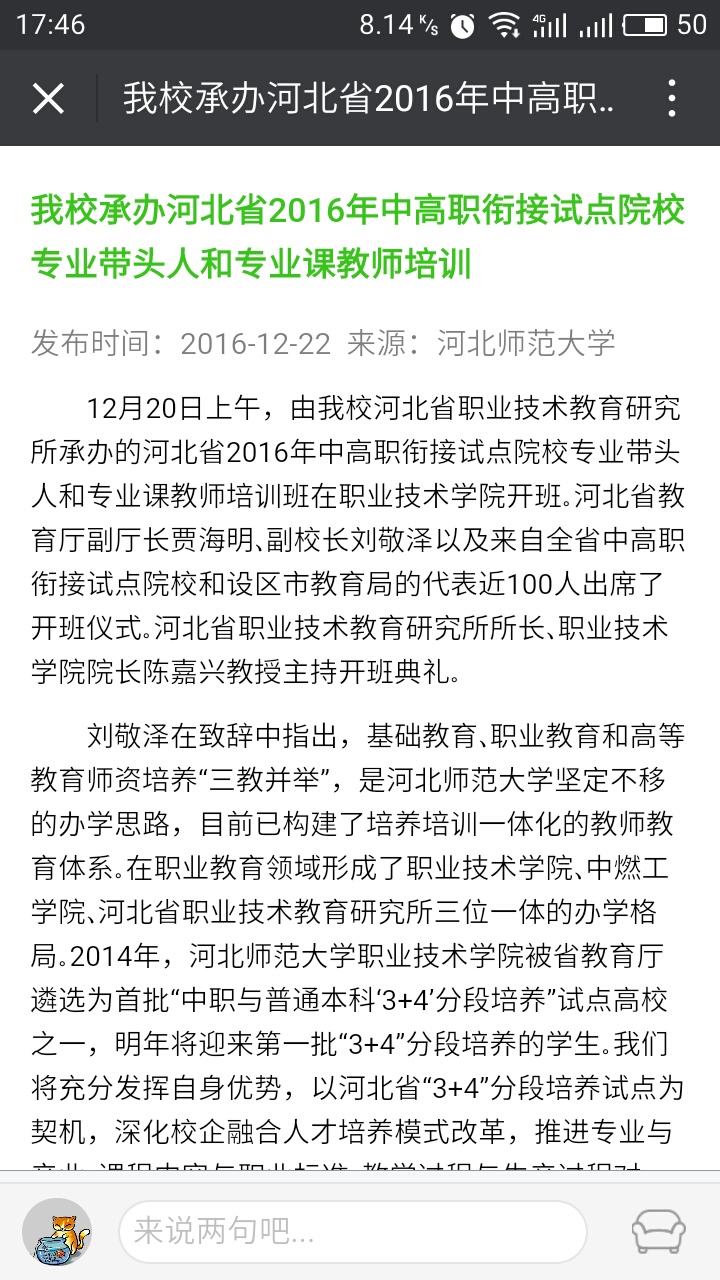 17:46
8.14 K/s 4G 50
我校承办河北省2016年中高职..
我校承办河北省2016年中高职衔接试点院校
专业带头人和专业课教师培训
发布时间：2016-12-22 来源：河北师范大学
12月20日上午，由我校河北省职业技术教育研究
所承办的河北省2016年中高职衔接试点院校专业带头
人和专业课教师培训班在职业技术学院开班。河北省教
育厅副厅长贾海明、副校长刘敬泽以及来自全省中高职
衔接试点院校和设区市教育局的代表近100人出席了
开班仪式。河北省职业技术教育研究所所长、职业技术
学院院长陈嘉兴教授主持开班典礼。
刘敬泽在致辞中指出，基础教育、职业教育和高等
教育师资培养“三教并举”，是河北师范大学坚定不移
的办学思路，目前已构建了培养培训一体化的教师教
育体系。在职业教育领域形成了职业技术学院、中燃工
学院、河北省职业技术教育研究所三位一体的办学格
局。2014年，河北师范大学职业技术学院被省教育厅
遴选为首批“中职与普通本科‘3+4’分段培养”试点高校
之一，明年将迎来第一批“3+4”分段培养的学生。我们
将充分发挥自身优势，以河北省“3+4”分段培养试点为
契机，深化校企融合人才培养模式改革，推进专业与
产业、课程内容与职业标准、教学过程与生产过程对
来说两句吧...